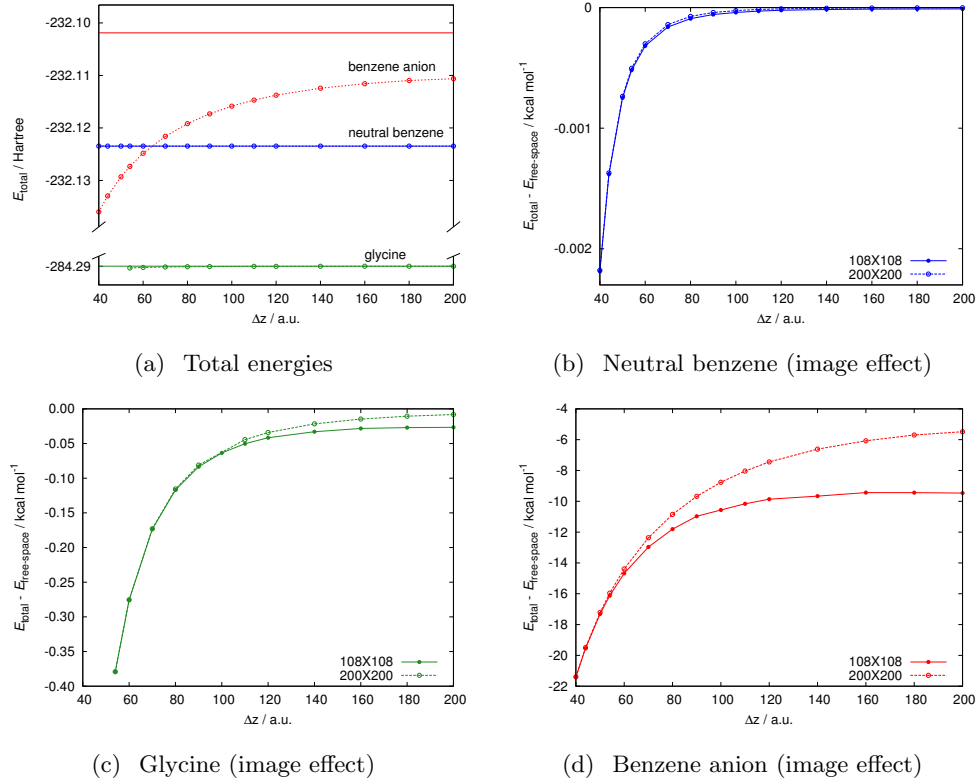 -232.10
-232.11
-232.12
-232.13
-284.29
E_total / Hartree
benzene anion
neutral benzene
glycine
40 60 80 100 120 140 160 180 200
Δz / a.u.
(a) Total energies
0
-0.001
-0.002
E_total - E_free-space / kcal mol^-1
108X108
200X200
40 60 80 100 120 140 160 180 200
Δz / a.u.
(b) Neutral benzene (image effect)
0.00
-0.05
-0.10
-0.15
-0.20
-0.25
-0.30
-0.35
-0.40
E_total - E_free-space / kcal mol^-1
108X108
200X200
40 60 80 100 120 140 160 180 200
Δz / a.u.
(c) Glycine (image effect)
-4
-6
-8
-10
-12
-14
-16
-18
-20
-22
E_total - E_free-space / kcal mol^-1
108X108
200X200
40 60 80 100 120 140 160 180 200
Δz / a.u.
(d) Benzene anion (image effect)